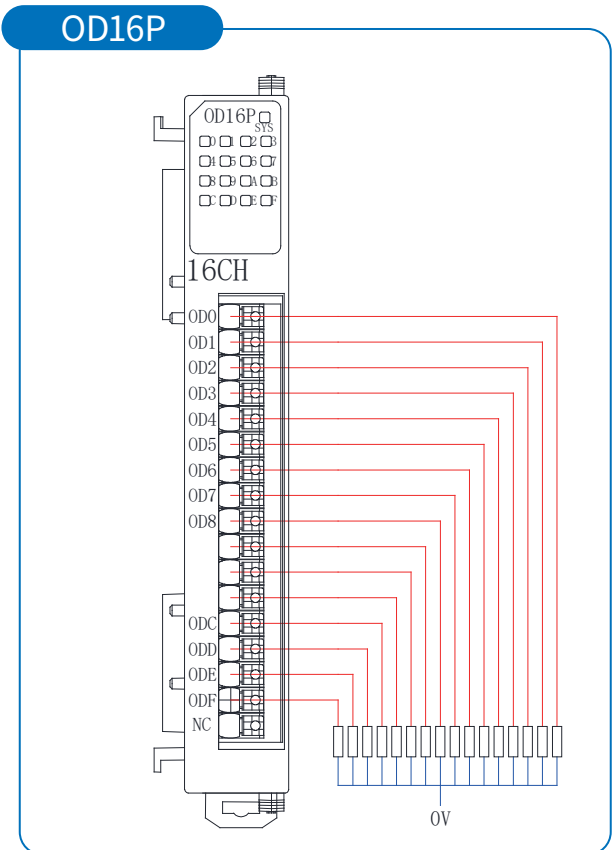 OD16P
OD16P
SYS
0 1 2 3
4 5 6 7
8 9 A B
C D E F
16CH
OD0
OD1
OD2
OD3
OD4
OD5
OD6
OD7
OD8
ODC
ODD
ODE
ODF
NC
0V